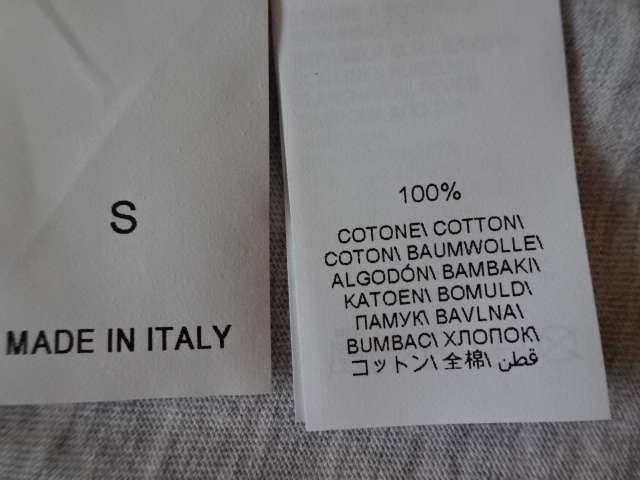 S
MADE IN ITALY
100%
COTONE\ COTTON\
COTON\ BAUMWOLLE\
ALGODÓN\ BAMBAKI\
KATOEN\ BOMULD\
ПАМУК\ BAVLNA\
BUMBAC\ ХЛОПОК\
コットン\ 全棉\ قطن